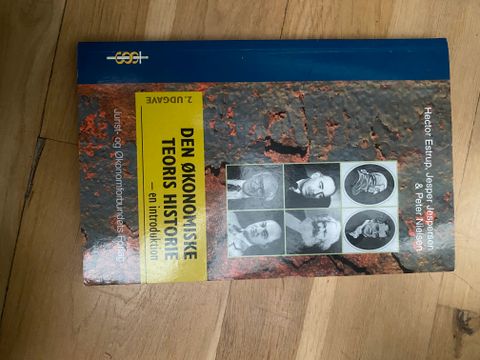 Hector Estrup, Jesper Jespersen
& Peter Nielsen
DEN ØKONOMISKE
TEORIS HISTORIE
– en introduktion
2. UDGAVE
Jurist- og Økonomforbundets Forlag